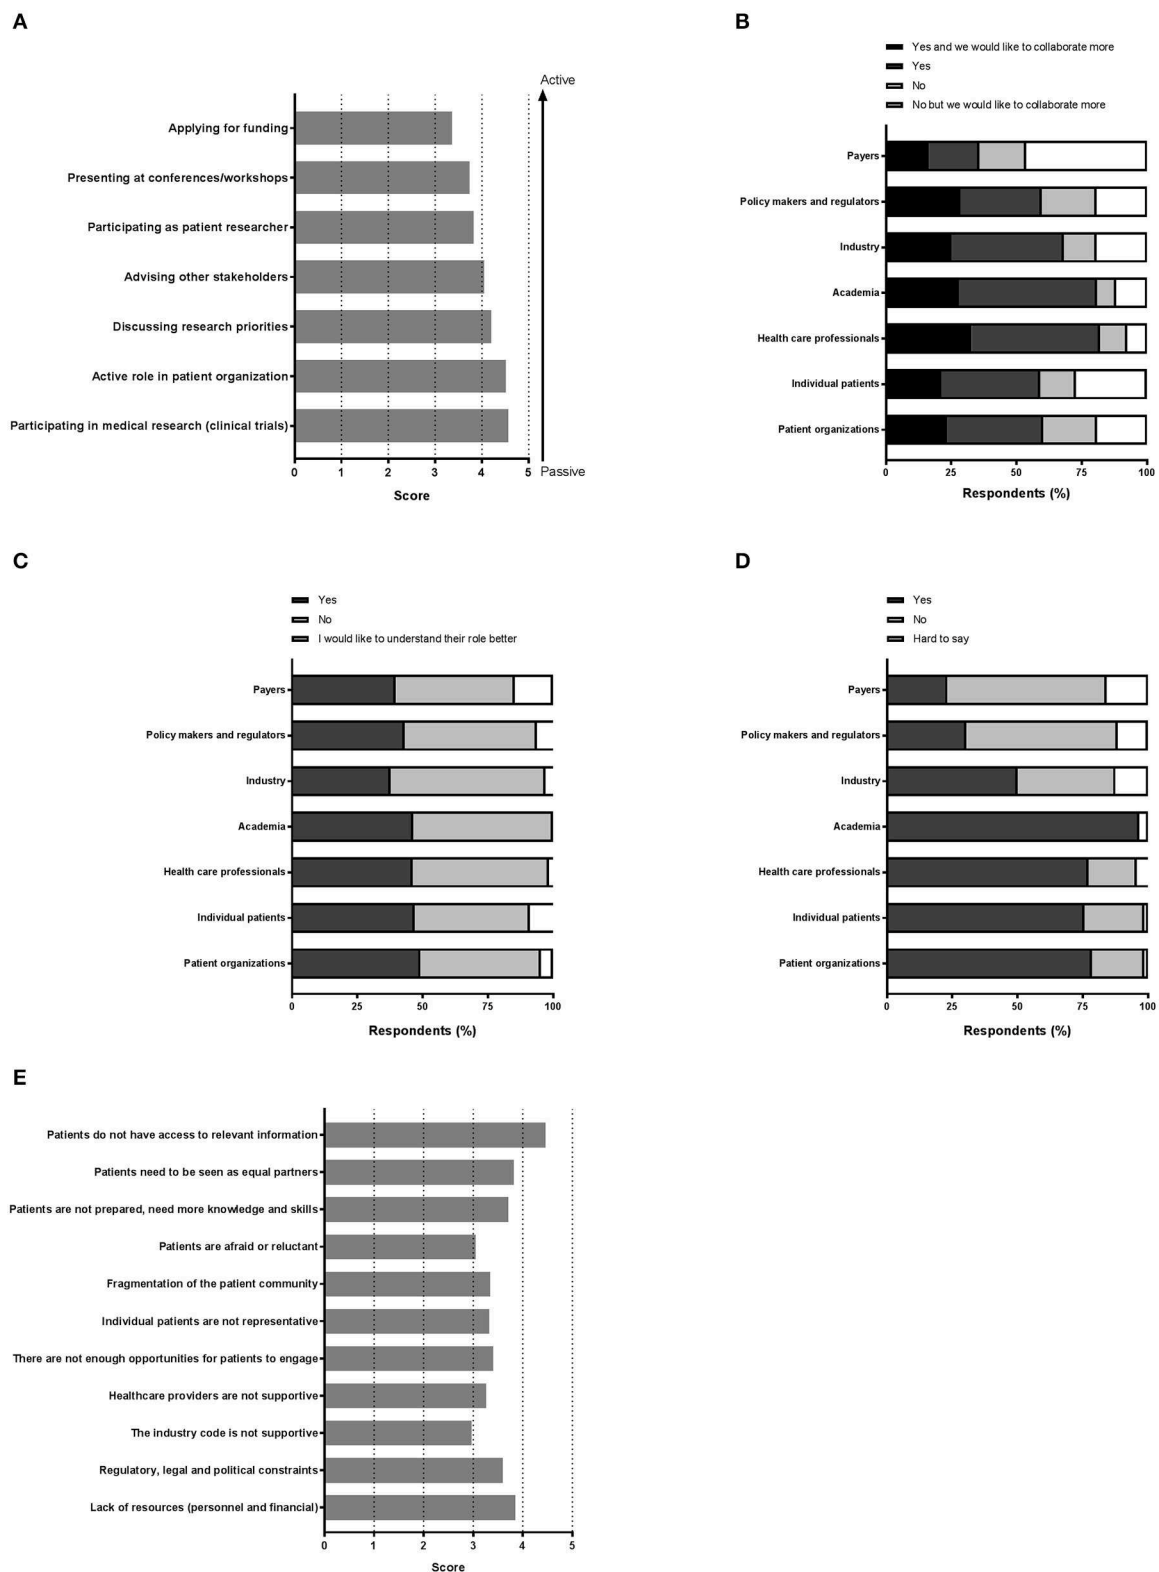 A
Active
Applying for funding
Presenting at conferences/workshops
Participating as patient researcher
Advising other stakeholders
Discussing research priorities
Active role in patient organization
Participating in medical research (clinical trials)
0 1 2 3 4 5
Passive
Score
B
Yes and we would like to collaborate more
Yes
No
No but we would like to collaborate more
Payers
Policy makers and regulators
Industry
Academia
Health care professionals
Individual patients
Patient organizations
0 25 50 75 100
Respondents (%)
C
Yes
No
I would like to understand their role better
Payers
Policy makers and regulators
Industry
Academia
Health care professionals
Individual patients
Patient organizations
0 25 50 75 100
Respondents (%)
D
Yes
No
Hard to say
Payers
Policy makers and regulators
Industry
Academia
Health care professionals
Individual patients
Patient organizations
0 25 50 75 100
Respondents (%)
E
Patients do not have access to relevant information
Patients need to be seen as equal partners
Patients are not prepared, need more knowledge and skills
Patients are afraid or reluctant
Fragmentation of the patient community
Individual patients are not representative
There are not enough opportunities for patients to engage
Healthcare providers are not supportive
The industry code is not supportive
Regulatory, legal and political constraints
Lack of resources (personnel and financial)
0 1 2 3 4 5
Score